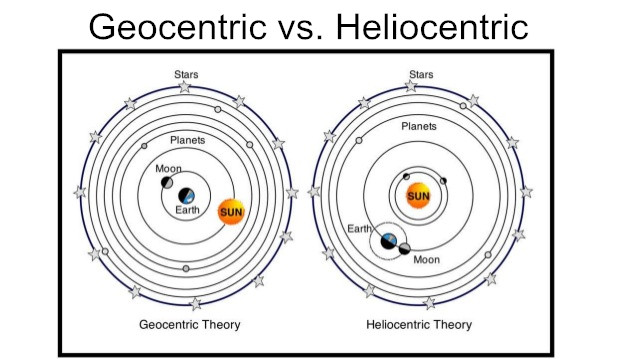 Geocentric vs. Heliocentric
Stars
Planets
Moon
Earth
SUN
Geocentric Theory
Stars
Planets
SUN
Earth
Moon
Heliocentric Theory